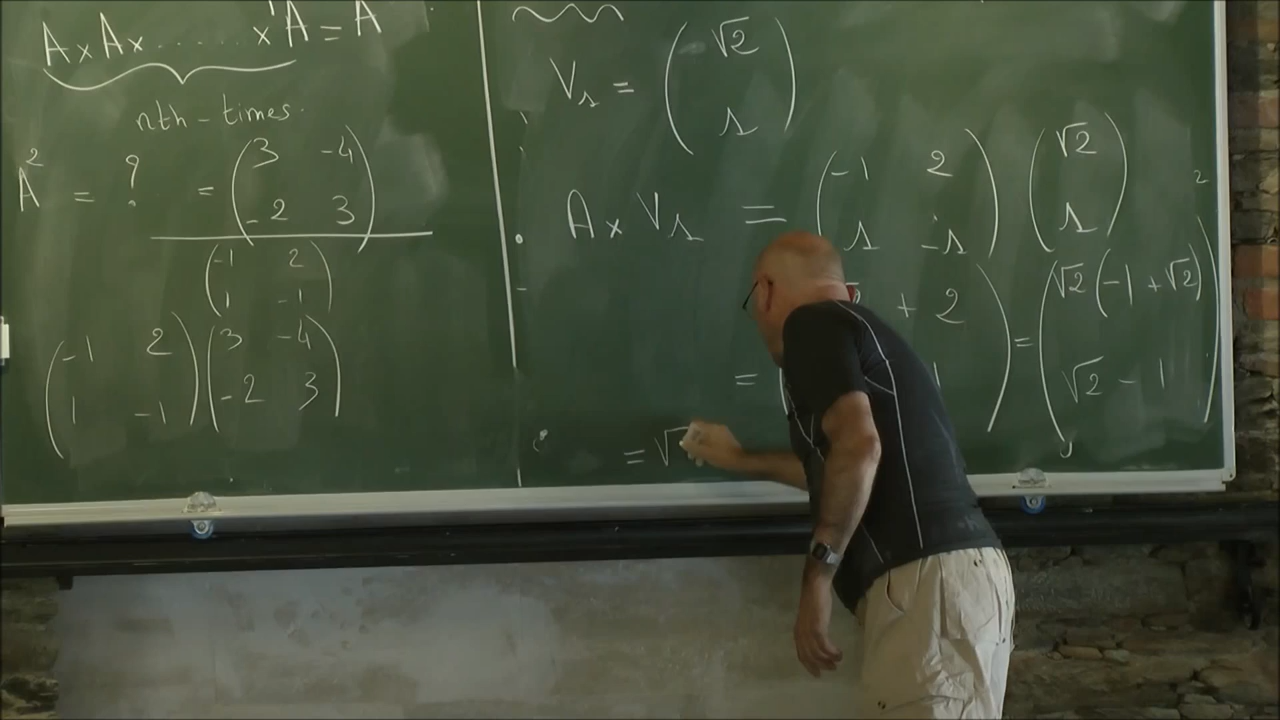 A x A x ....... x A = A
nth-times.
A² = ? = ( 3 -4
-2 3 )
( -1 2
1 -1 )
( -1 2
1 -1 ) ( 3 -4
-2 3 )
V₁ = ( √2
1 )
A x V₁ = ( -1 2
1 -1 ) ( √2
1 )
+ 2
1 ) = ( √2 (-1 + √2)
√2 - 1 )
=
= √
2